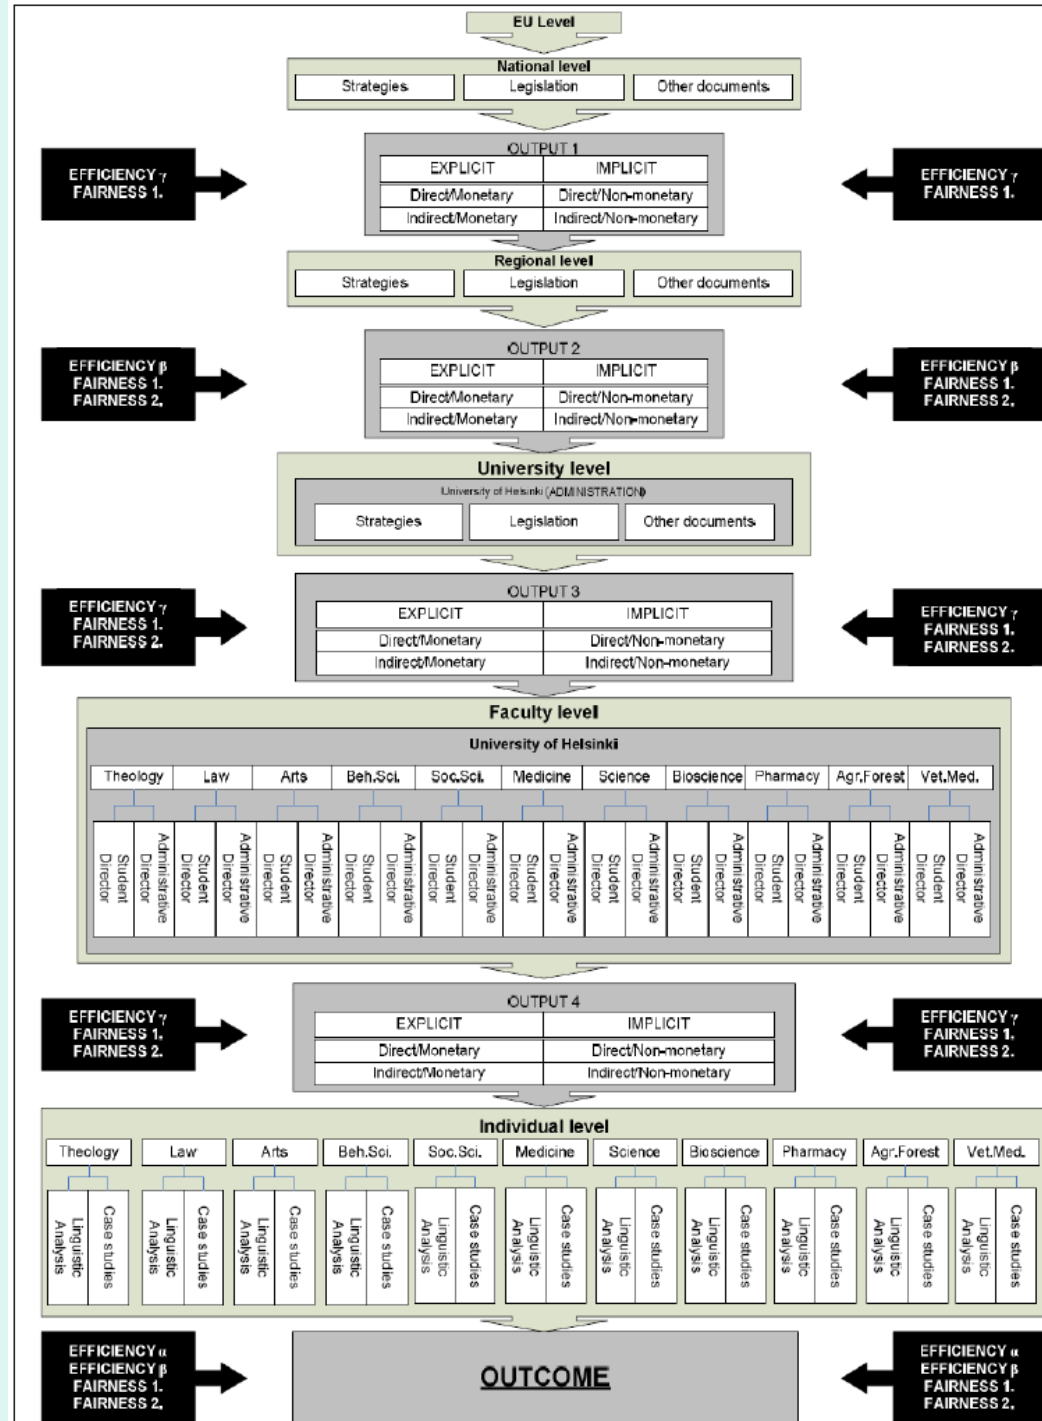 EU Level
National level
Strategies
Legislation
Other documents
OUTPUT 1
EFFICIENCY γ
FAIRNESS 1.
EXPLICIT
IMPLICIT
Direct/Monetary
Direct/Non-monetary
Indirect/Monetary
Indirect/Non-monetary
EFFICIENCY γ
FAIRNESS 1.
Regional level
Strategies
Legislation
Other documents
OUTPUT 2
EFFICIENCY β
FAIRNESS 1.
FAIRNESS 2.
EXPLICIT
IMPLICIT
Direct/Monetary
Direct/Non-monetary
Indirect/Monetary
Indirect/Non-monetary
EFFICIENCY β
FAIRNESS 1.
FAIRNESS 2.
University level
University of Helsinki (ADMINISTRATION)
Strategies
Legislation
Other documents
OUTPUT 3
EFFICIENCY γ
FAIRNESS 1.
FAIRNESS 2.
EXPLICIT
IMPLICIT
Direct/Monetary
Direct/Non-monetary
Indirect/Monetary
Indirect/Non-monetary
EFFICIENCY γ
FAIRNESS 1.
FAIRNESS 2.
Faculty level
University of Helsinki
Theology
Law
Arts
Beh.Sci.
Soc.Sci.
Medicine
Science
Bioscience
Pharmacy
Agr.Forest
Vet.Med.
Student
Director
Administrative
Director
Student
Director
Administrative
Director
Student
Director
Administrative
Director
Student
Director
Administrative
Director
Student
Director
Administrative
Director
Student
Director
Administrative
Director
Student
Director
Administrative
Director
Student
Director
Administrative
Director
Student
Director
Administrative
Director
Student
Director
Administrative
Director
Student
Director
Administrative
Director
OUTPUT 4
EFFICIENCY γ
FAIRNESS 1.
FAIRNESS 2.
EXPLICIT
IMPLICIT
Direct/Monetary
Direct/Non-monetary
Indirect/Monetary
Indirect/Non-monetary
EFFICIENCY γ
FAIRNESS 1.
FAIRNESS 2.
Individual level
Theology
Law
Arts
Beh.Sci.
Soc.Sci.
Medicine
Science
Bioscience
Pharmacy
Agr.Forest
Vet.Med.
Linguistic
Analysis
Case studies
Linguistic
Analysis
Case studies
Linguistic
Analysis
Case studies
Linguistic
Analysis
Case studies
Linguistic
Analysis
Case studies
Linguistic
Analysis
Case studies
Linguistic
Analysis
Case studies
Linguistic
Analysis
Case studies
Linguistic
Analysis
Case studies
Linguistic
Analysis
Case studies
Linguistic
Analysis
Case studies
EFFICIENCY α
EFFICIENCY β
FAIRNESS 1.
FAIRNESS 2.
OUTCOME
EFFICIENCY α
EFFICIENCY β
FAIRNESS 1.
FAIRNESS 2.